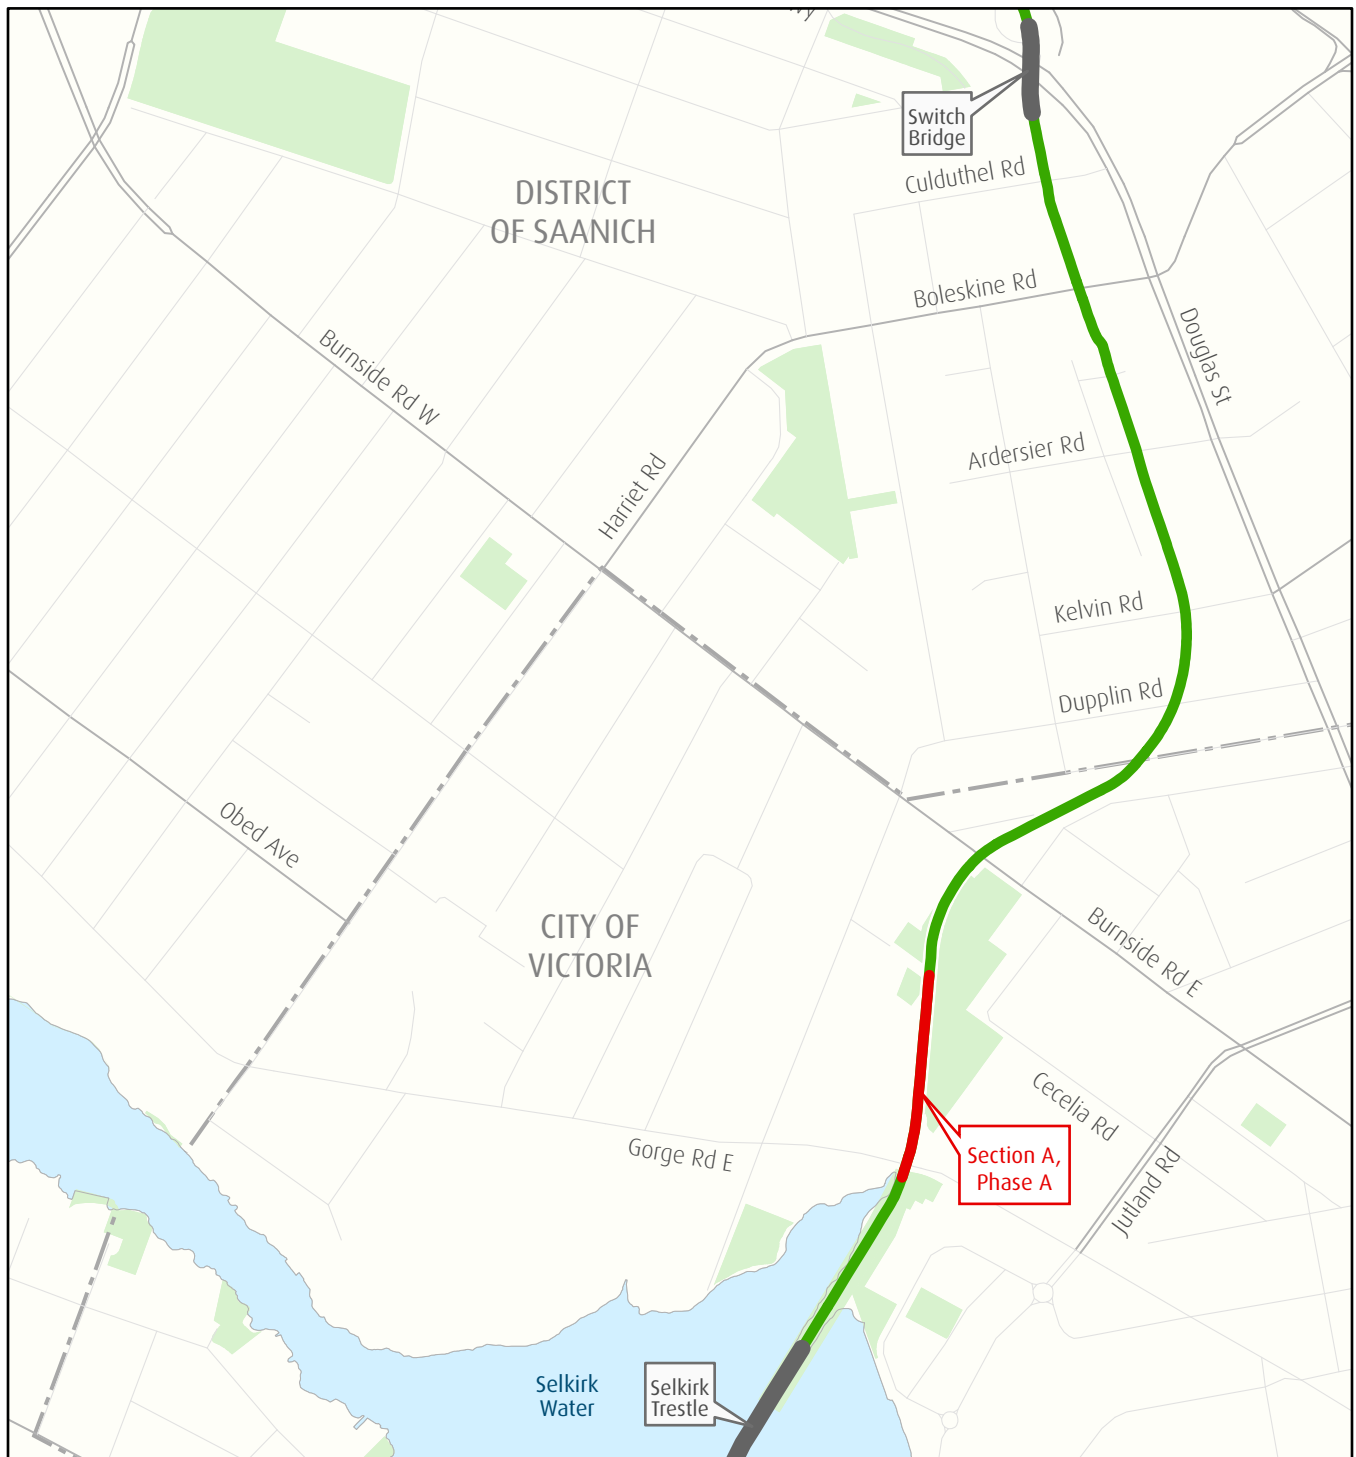 Switch
Bridge
Culduthel Rd
DISTRICT
OF SAANICH
Boleskine Rd
Douglas St
Burnside Rd W
Ardersier Rd
Harriet Rd
Kelvin Rd
Dupplin Rd
Obed Ave
CITY OF
VICTORIA
Burnside Rd E
Cecelia Rd
Gorge Rd E
Section A,
Phase A
Jutland Rd
Selkirk
Water
Selkirk
Trestle